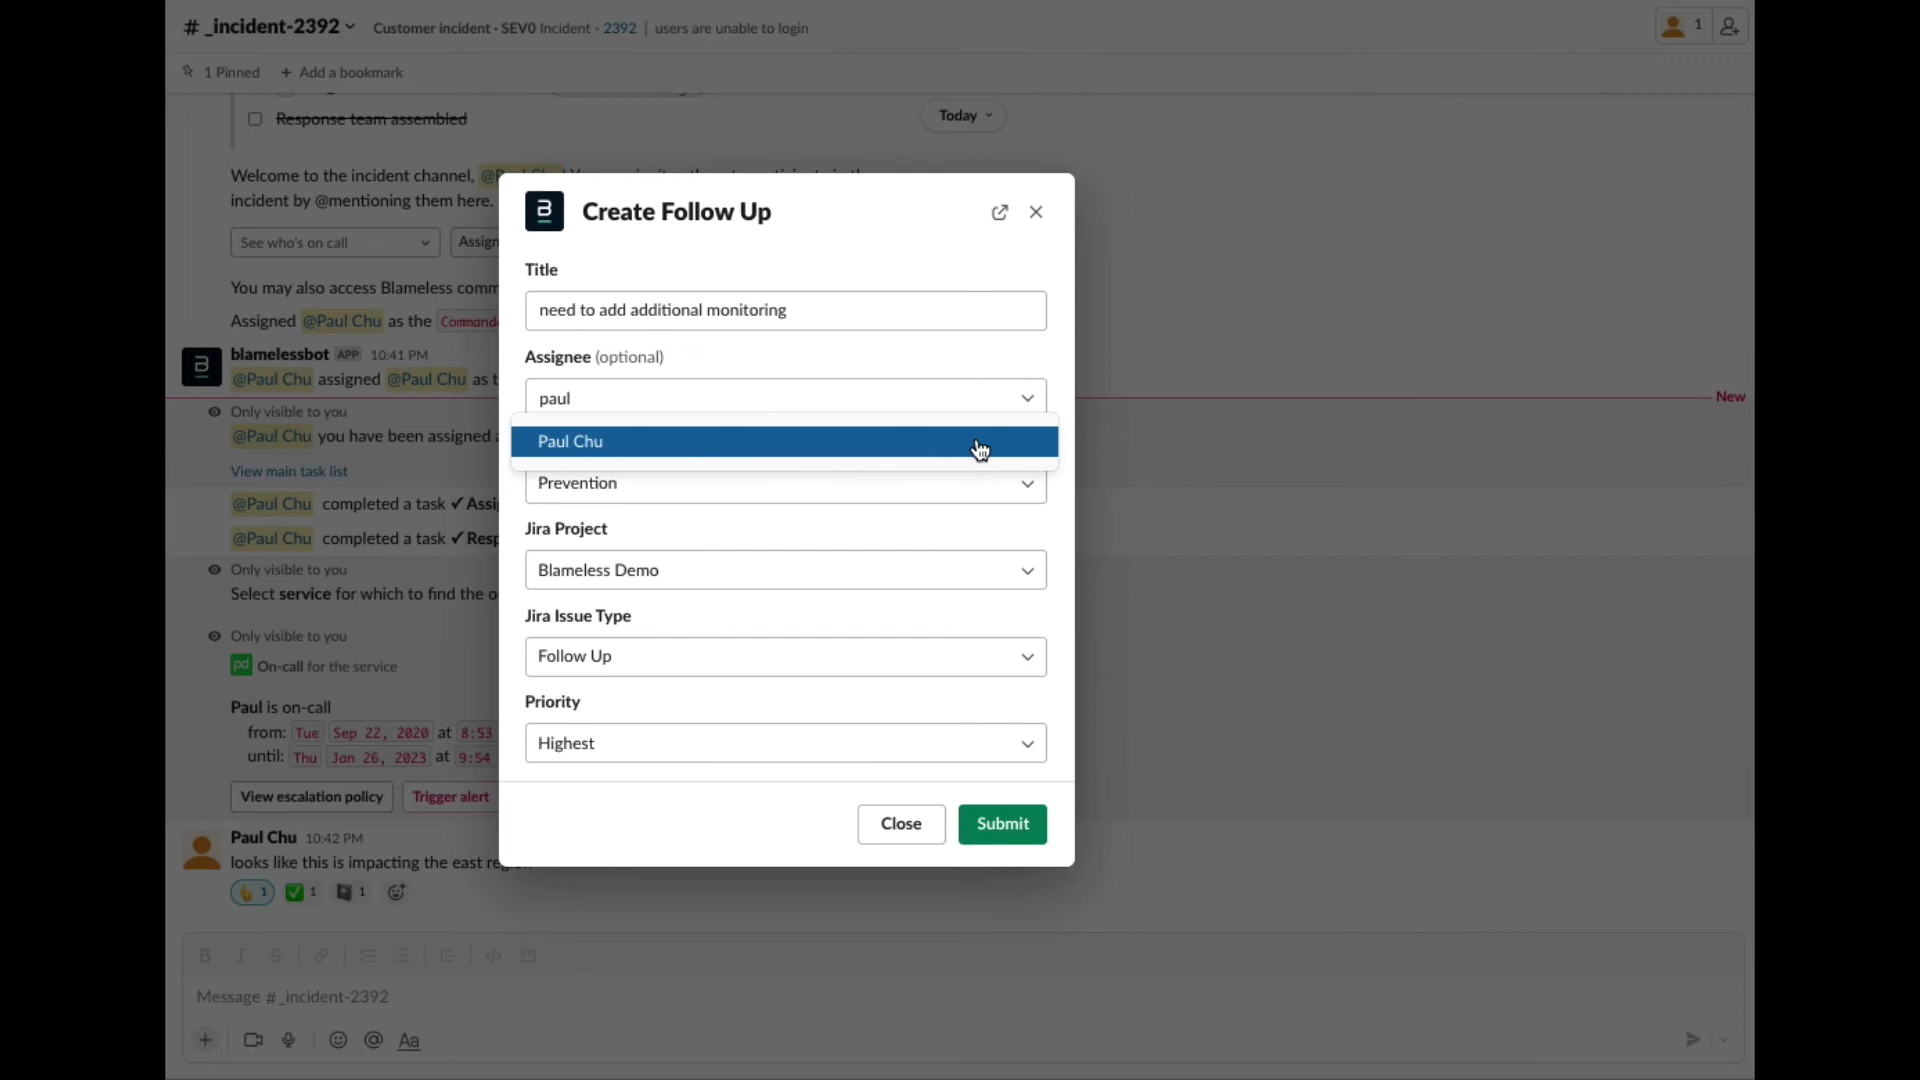 # _incident-2392
Customer incident - SEV0 Incident - 2392 | users are unable to login
1
1 Pinned + Add a bookmark
Response team assembled
Today
Welcome to the incident channel,
incident by @mentioning them here.
See who's on call
Assign
You may also access Blameless comm
Assigned @Paul Chu as the Commande
blamelessbot APP 10:41 PM
@Paul Chu assigned @Paul Chu as t
New
Only visible to you
@Paul Chu you have been assigned a
View main task list
@Paul Chu completed a task ✓Assi
@Paul Chu completed a task ✓Resp
Only visible to you
Select service for which to find the o
Only visible to you
pd On-call for the service
Paul is on-call
from: Tue Sep 22, 2020 at 8:53
until: Thu Jan 26, 2023 at 9:54
View escalation policy
Trigger alert
Paul Chu 10:42 PM
looks like this is impacting the east region
1 1 1
B Create Follow Up
Title
need to add additional monitoring
Assignee (optional)
paul
Paul Chu
Prevention
Jira Project
Blameless Demo
Jira Issue Type
Follow Up
Priority
Highest
Close
Submit
B I S
Message #_incident-2392
+ @ Aa